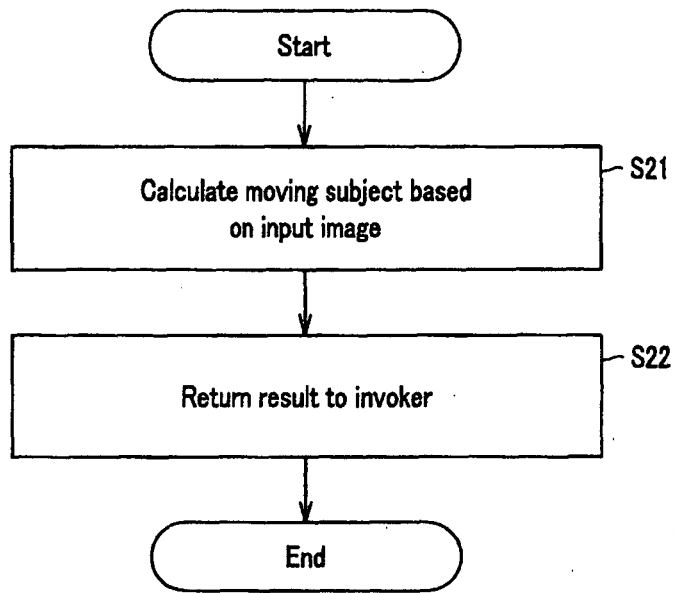 Start
Calculate moving subject based
on input image
S21
Return result to invoker
S22
End